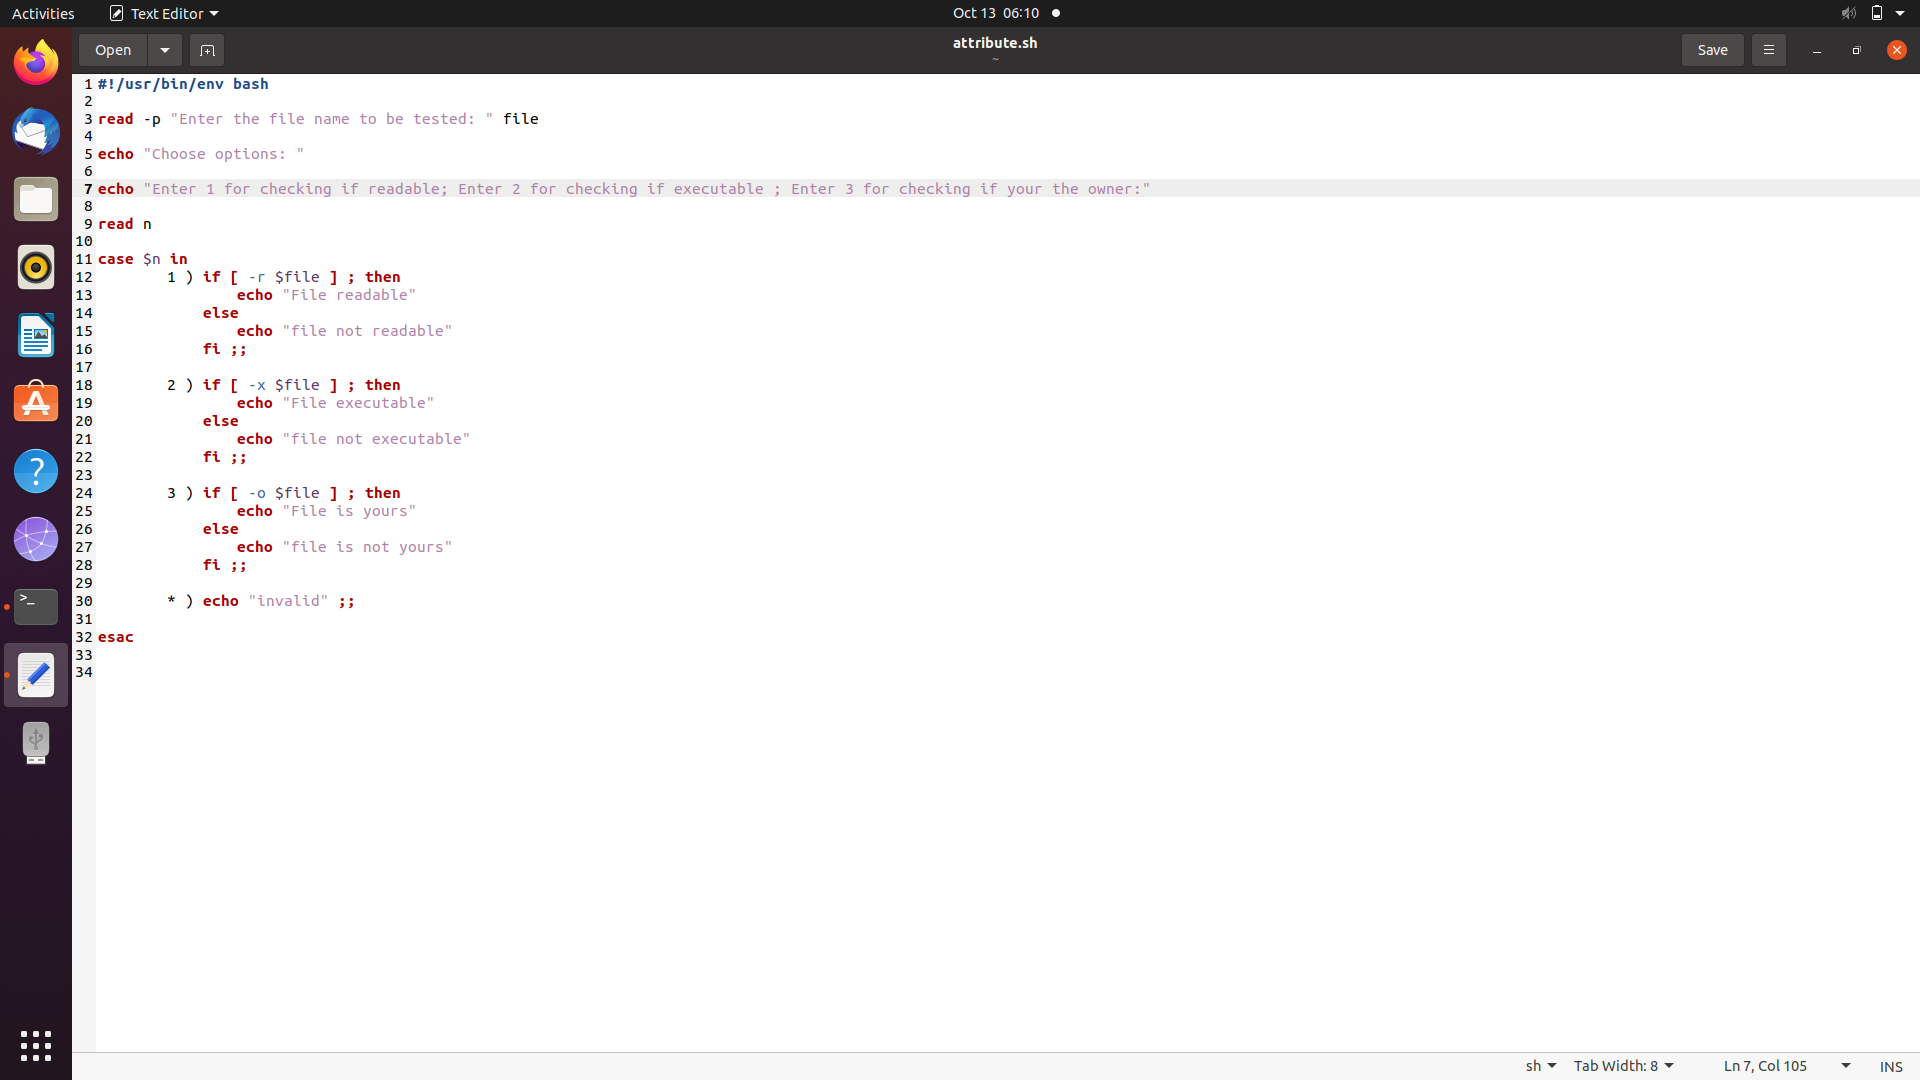 Activities
Text Editor
Oct 13 06:10
Open
attribute.sh
~
Save
1 #!/usr/bin/env bash
2
3 read -p "Enter the file name to be tested: " file
4
5 echo "Choose options: "
6
7 echo "Enter 1 for checking if readable; Enter 2 for checking if executable ; Enter 3 for checking if your the owner:"
8
9 read n
10
11 case $n in
12         1 ) if [ -r $file ] ; then
13                 echo "File readable"
14             else
15                 echo "file not readable"
16             fi ;;
17
18         2 ) if [ -x $file ] ; then
19                 echo "File executable"
20             else
21                 echo "file not executable"
22             fi ;;
23
24         3 ) if [ -o $file ] ; then
25                 echo "File is yours"
26             else
27                 echo "file is not yours"
28             fi ;;
29
30         * ) echo "invalid" ;;
31
32 esac
33
34
sh
Tab Width: 8
Ln 7, Col 105
INS